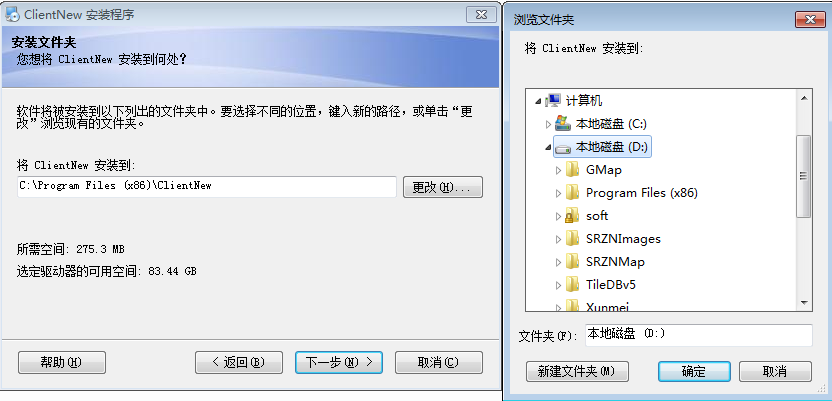 ClientNew 安装程序
安装文件夹
您想将 ClientNew 安装到何处?
软件将被安装到以下列出的文件夹中。要选择不同的位置，键入新的路径，或单击“更
改”浏览现有的文件夹。
将 ClientNew 安装到:
C:\Program Files (x86)\ClientNew
更改(H)...
所需空间: 275.3 MB
选定驱动器的可用空间: 83.44 GB
帮助(H)
< 返回(B)
下一步(N) >
取消(C)
浏览文件夹
将 ClientNew 安装到:
计算机
本地磁盘 (C:)
本地磁盘 (D:)
GMap
Program Files (x86)
soft
SRZNImages
SRZNMap
TileDBv5
Xunmei
文件夹(F):
本地磁盘 (D:)
新建文件夹(M)
确定
取消